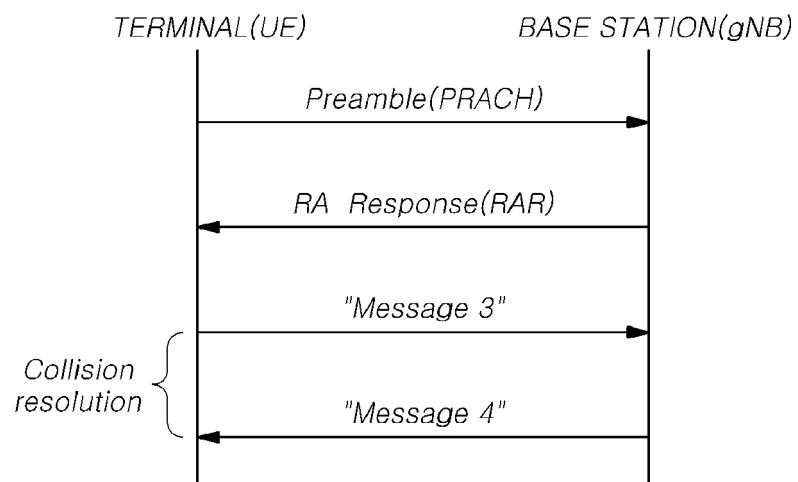 TERMINAL(UE) BASE STATION(gNB)
Preamble(PRACH)
RA Response(RAR)
"Message 3"
Collision
resolution
"Message 4"